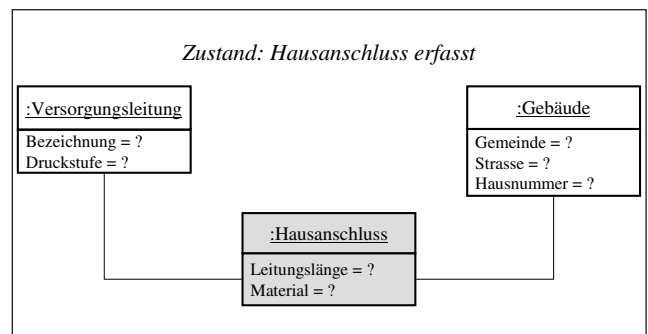 Zustand: Hausanschluss erfasst
:Versorgungsleitung
Bezeichnung = ?
Druckstufe = ?
:Gebäude
Gemeinde = ?
Strasse = ?
Hausnummer = ?
:Hausanschluss
Leitungslänge = ?
Material = ?